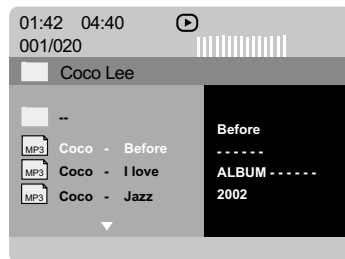 01:42 04:40
001/020
Coco Lee
--
MP3 Coco - Before
MP3 Coco - I love
MP3 Coco - Jazz
Before
- - - - - -
ALBUM - - - - - -
2002